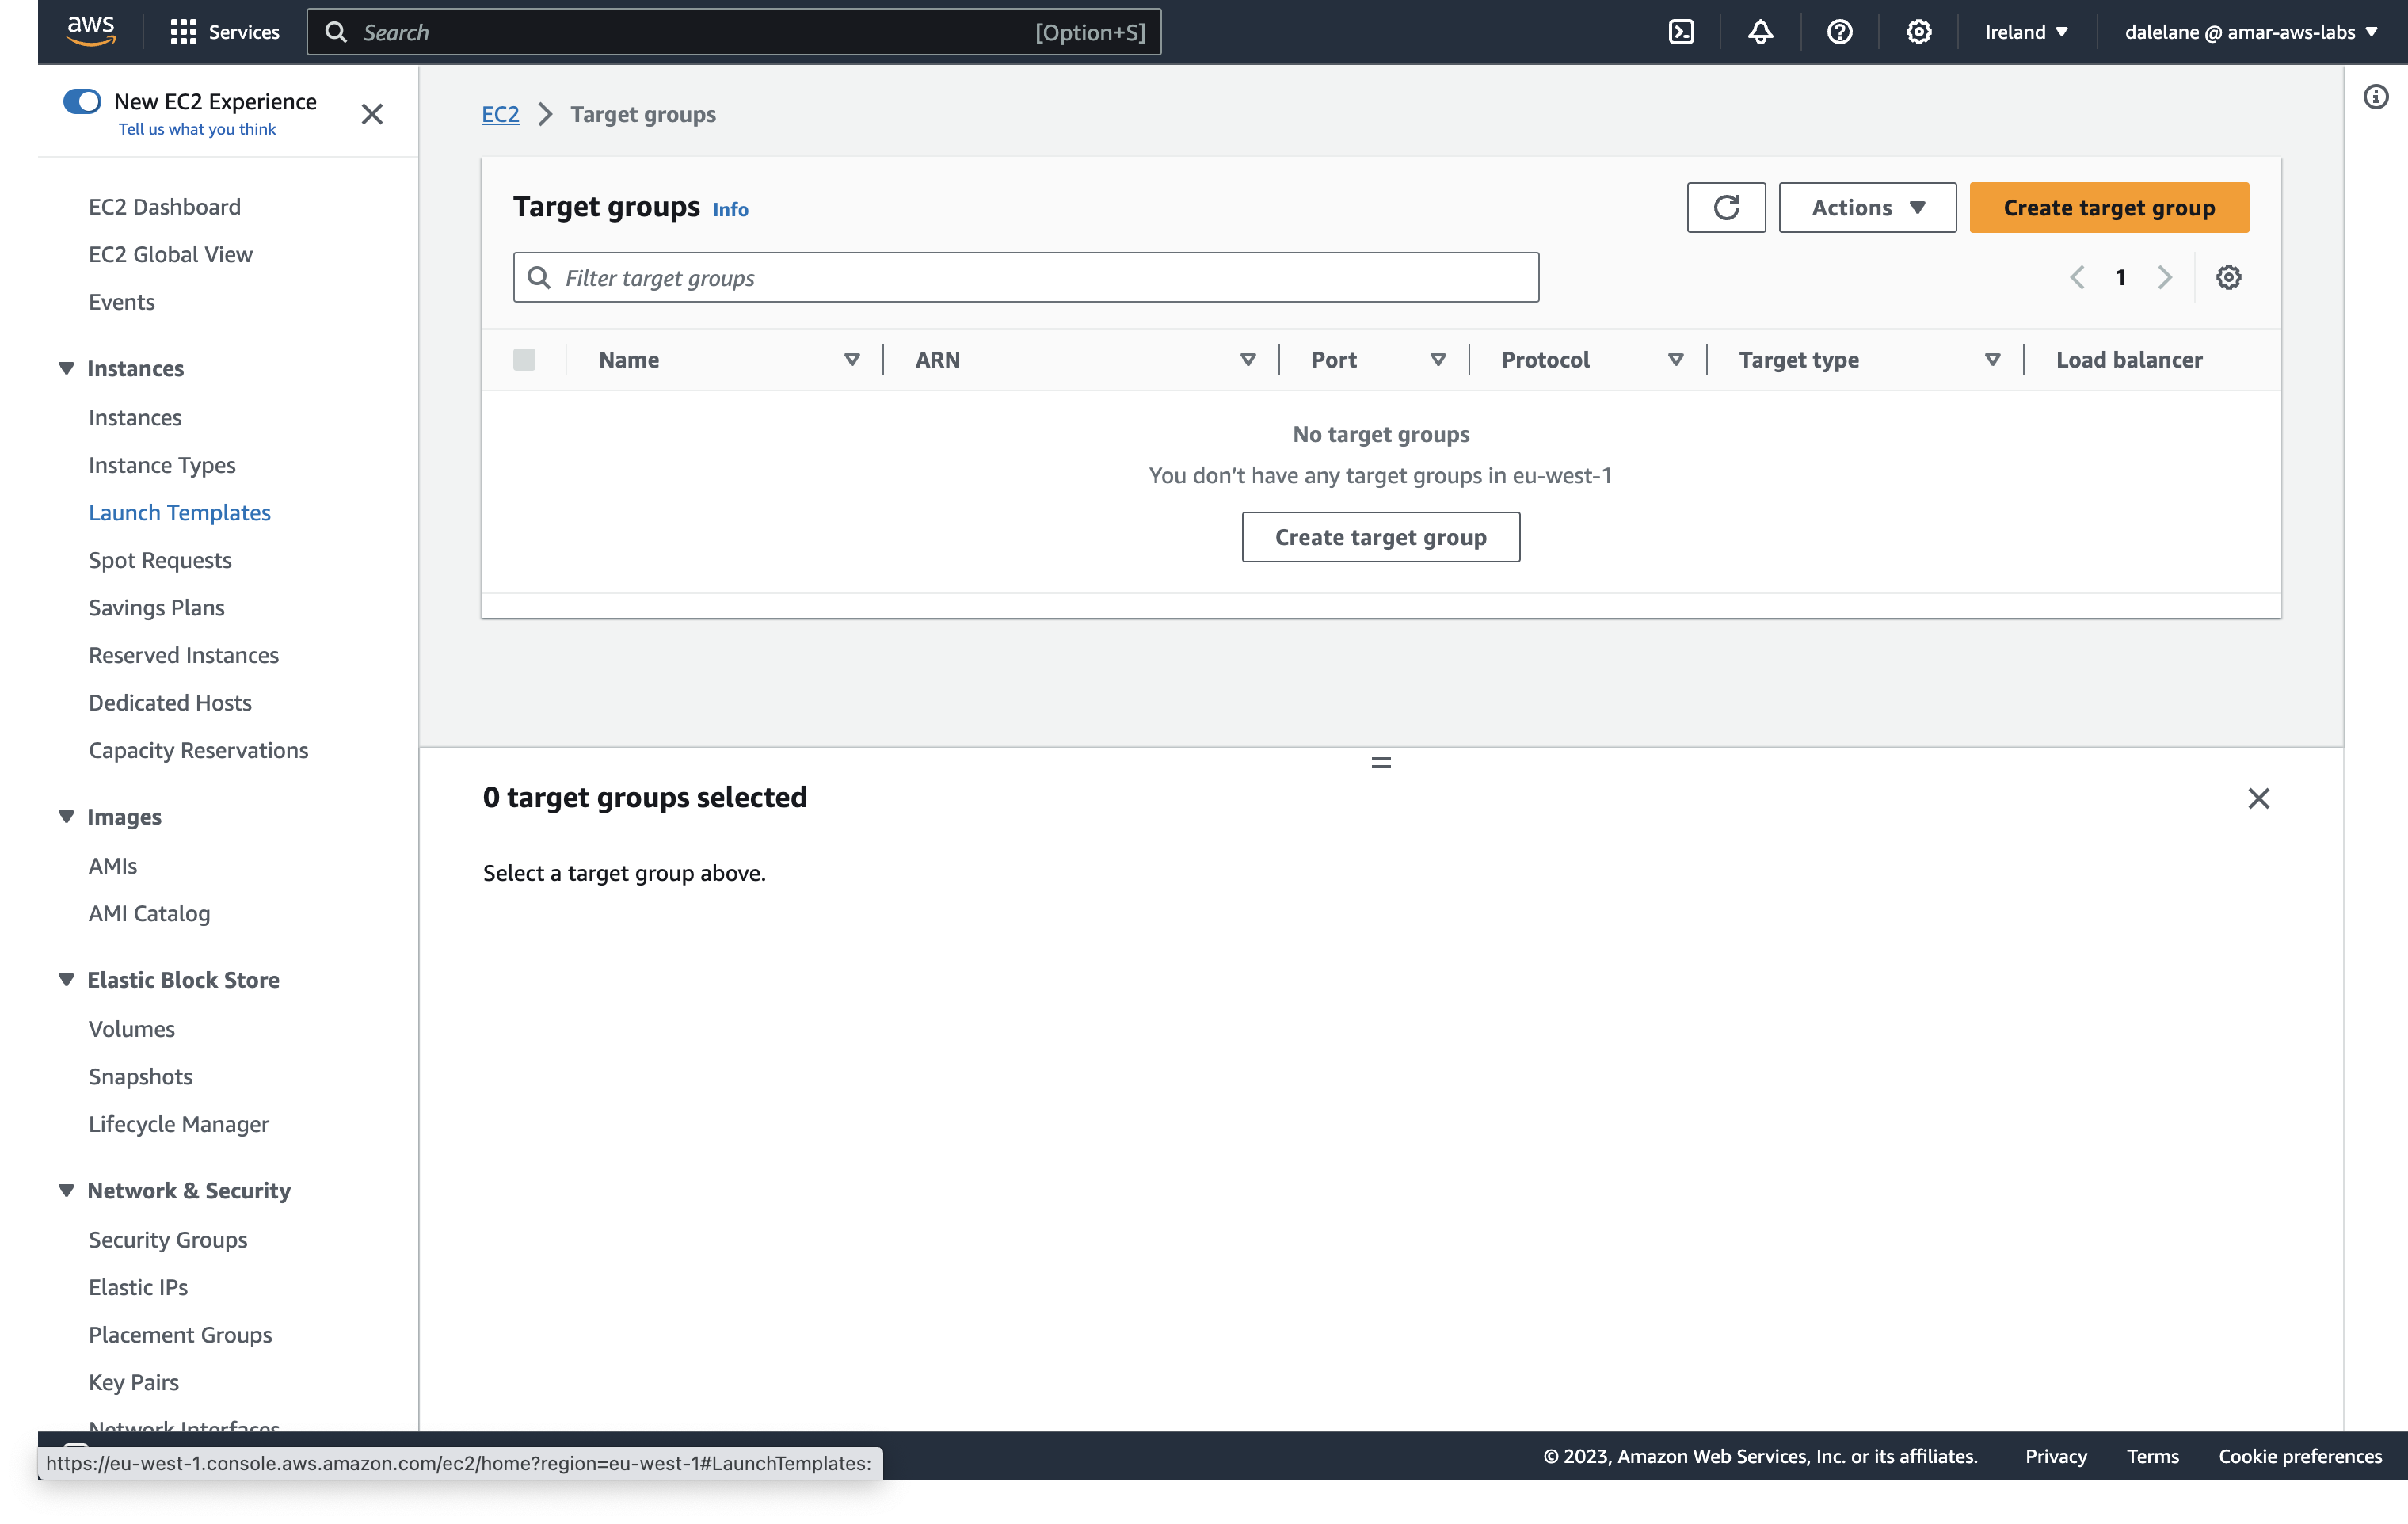 aws Services Search [Option+S] Ireland dalelane @ amar-aws-labs
New EC2 Experience
Tell us what you think
EC2 Dashboard
EC2 Global View
Events
Instances
Instances
Instance Types
Launch Templates
Spot Requests
Savings Plans
Reserved Instances
Dedicated Hosts
Capacity Reservations
Images
AMIs
AMI Catalog
Elastic Block Store
Volumes
Snapshots
Lifecycle Manager
Network & Security
Security Groups
Elastic IPs
Placement Groups
Key Pairs
Network Interfaces
EC2 Target groups
Target groups Info Actions Create target group
Filter target groups 1
Name ARN Port Protocol Target type Load balancer
No target groups
You don't have any target groups in eu-west-1
Create target group
0 target groups selected
Select a target group above.
https://eu-west-1.console.aws.amazon.com/ec2/home?region=eu-west-1#LaunchTemplates:
© 2023, Amazon Web Services, Inc. or its affiliates. Privacy Terms Cookie preferences